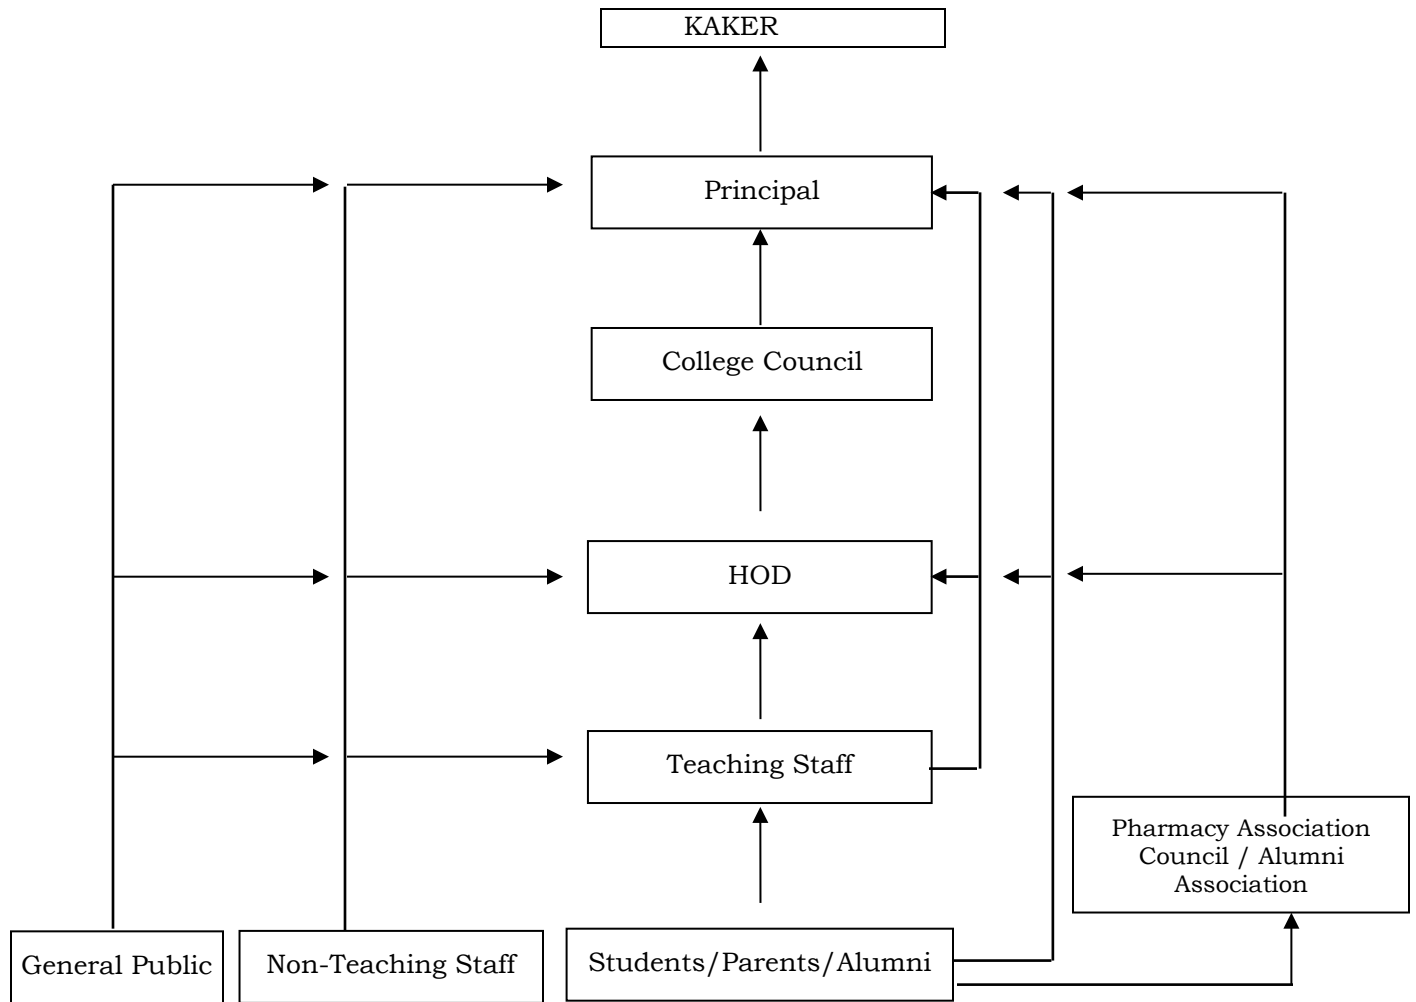 KAKER
Principal
College Council
HOD
Teaching Staff
Pharmacy Association
Council / Alumni
Association
General Public
Non-Teaching Staff
Students/Parents/Alumni